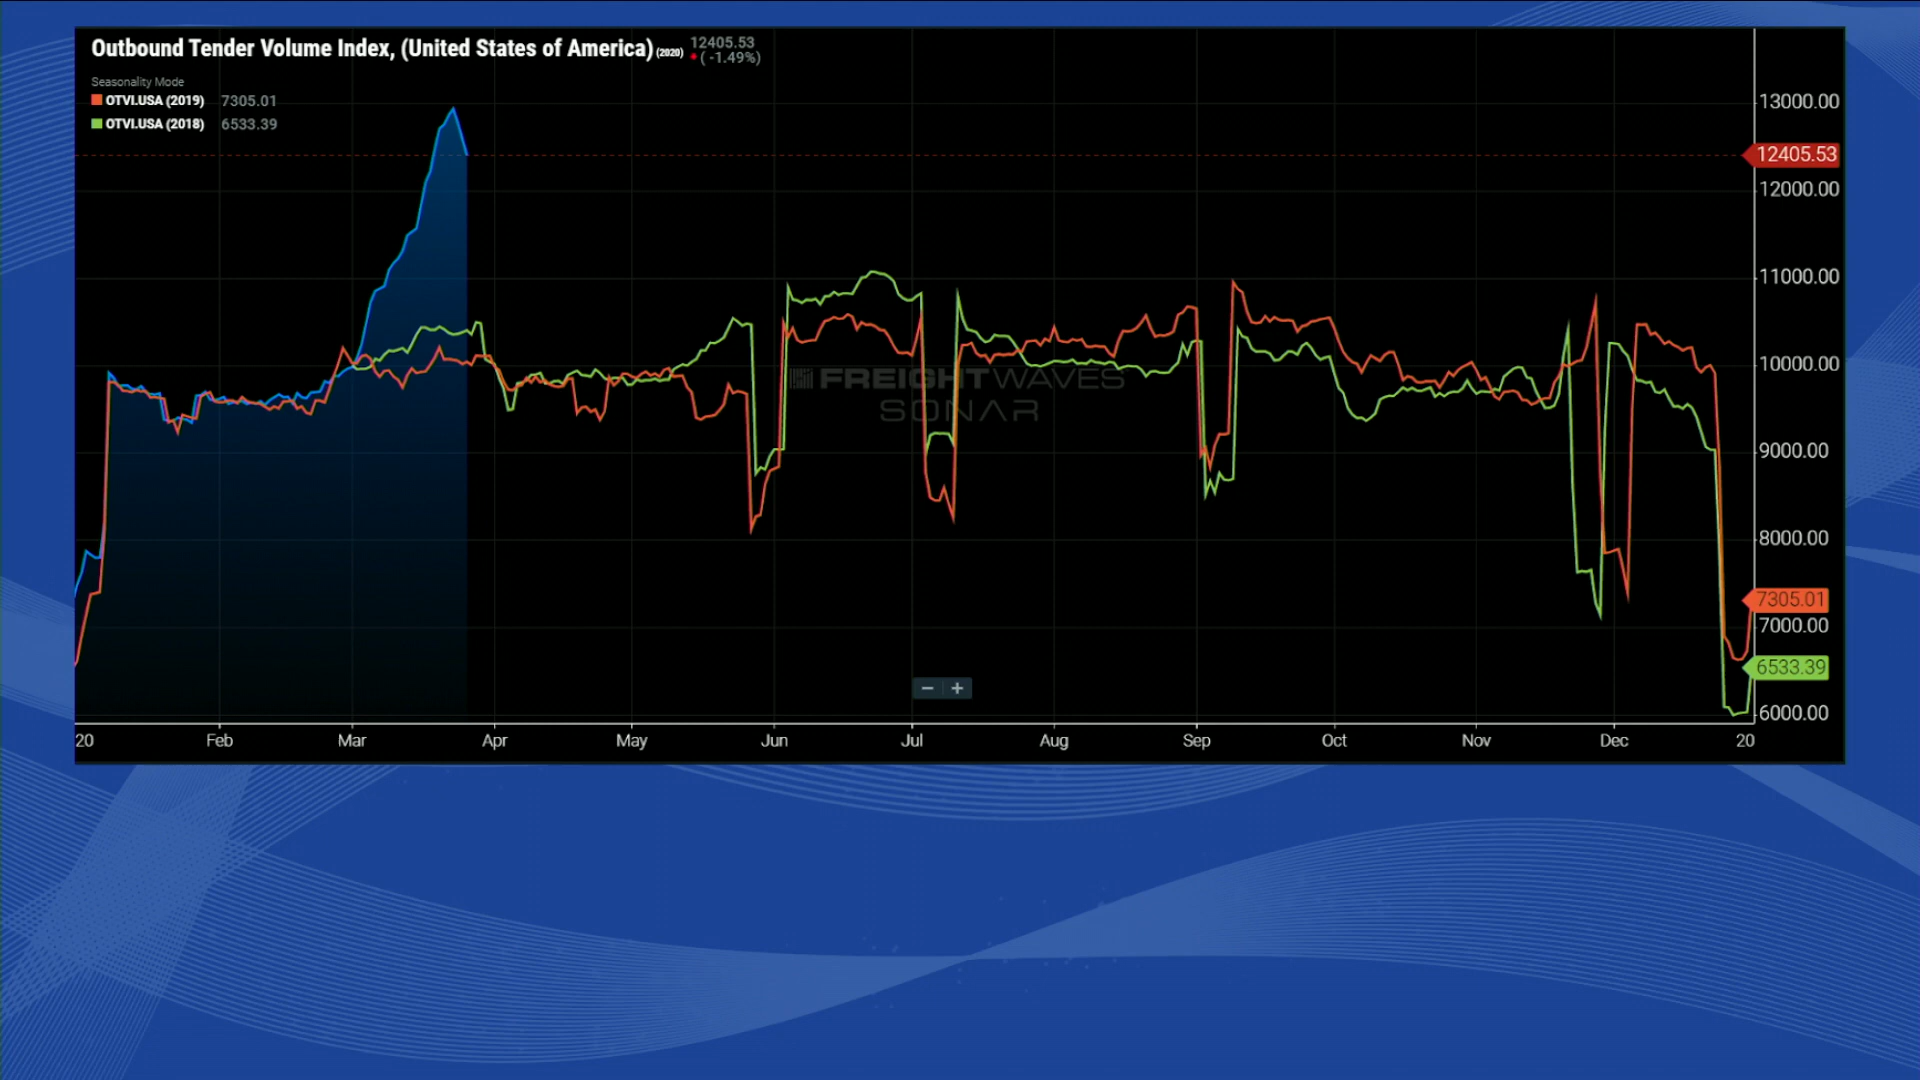 Outbound Tender Volume Index, (United States of America) (2020) 12405.53
( -1.49%)
Seasonality Mode
OTVI.USA (2019) 7305.01
OTVI.USA (2018) 6533.39
13000.00
12405.53
12000.00
11000.00
10000.00
FREIGHTWAVES
SONAR
9000.00
8000.00
7305.01
7000.00
6533.39
6000.00
− +
20 Feb Mar Apr May Jun Jul Aug Sep Oct Nov Dec 20